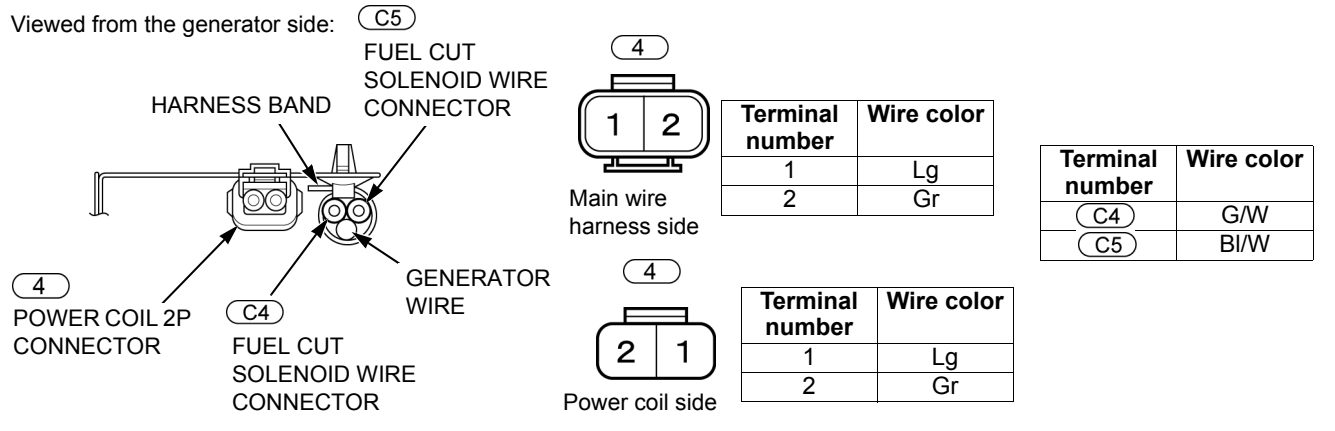 Viewed from the generator side:
C5
FUEL CUT
SOLENOID WIRE
CONNECTOR
HARNESS BAND
4
POWER COIL 2P
CONNECTOR
C4
FUEL CUT
SOLENOID WIRE
CONNECTOR
GENERATOR
WIRE
4
1 2
Main wire
harness side
Terminal number Wire color
1 Lg
2 Gr
4
2 1
Power coil side
Terminal number Wire color
1 Lg
2 Gr
Terminal number Wire color
C4 G/W
C5 Bl/W